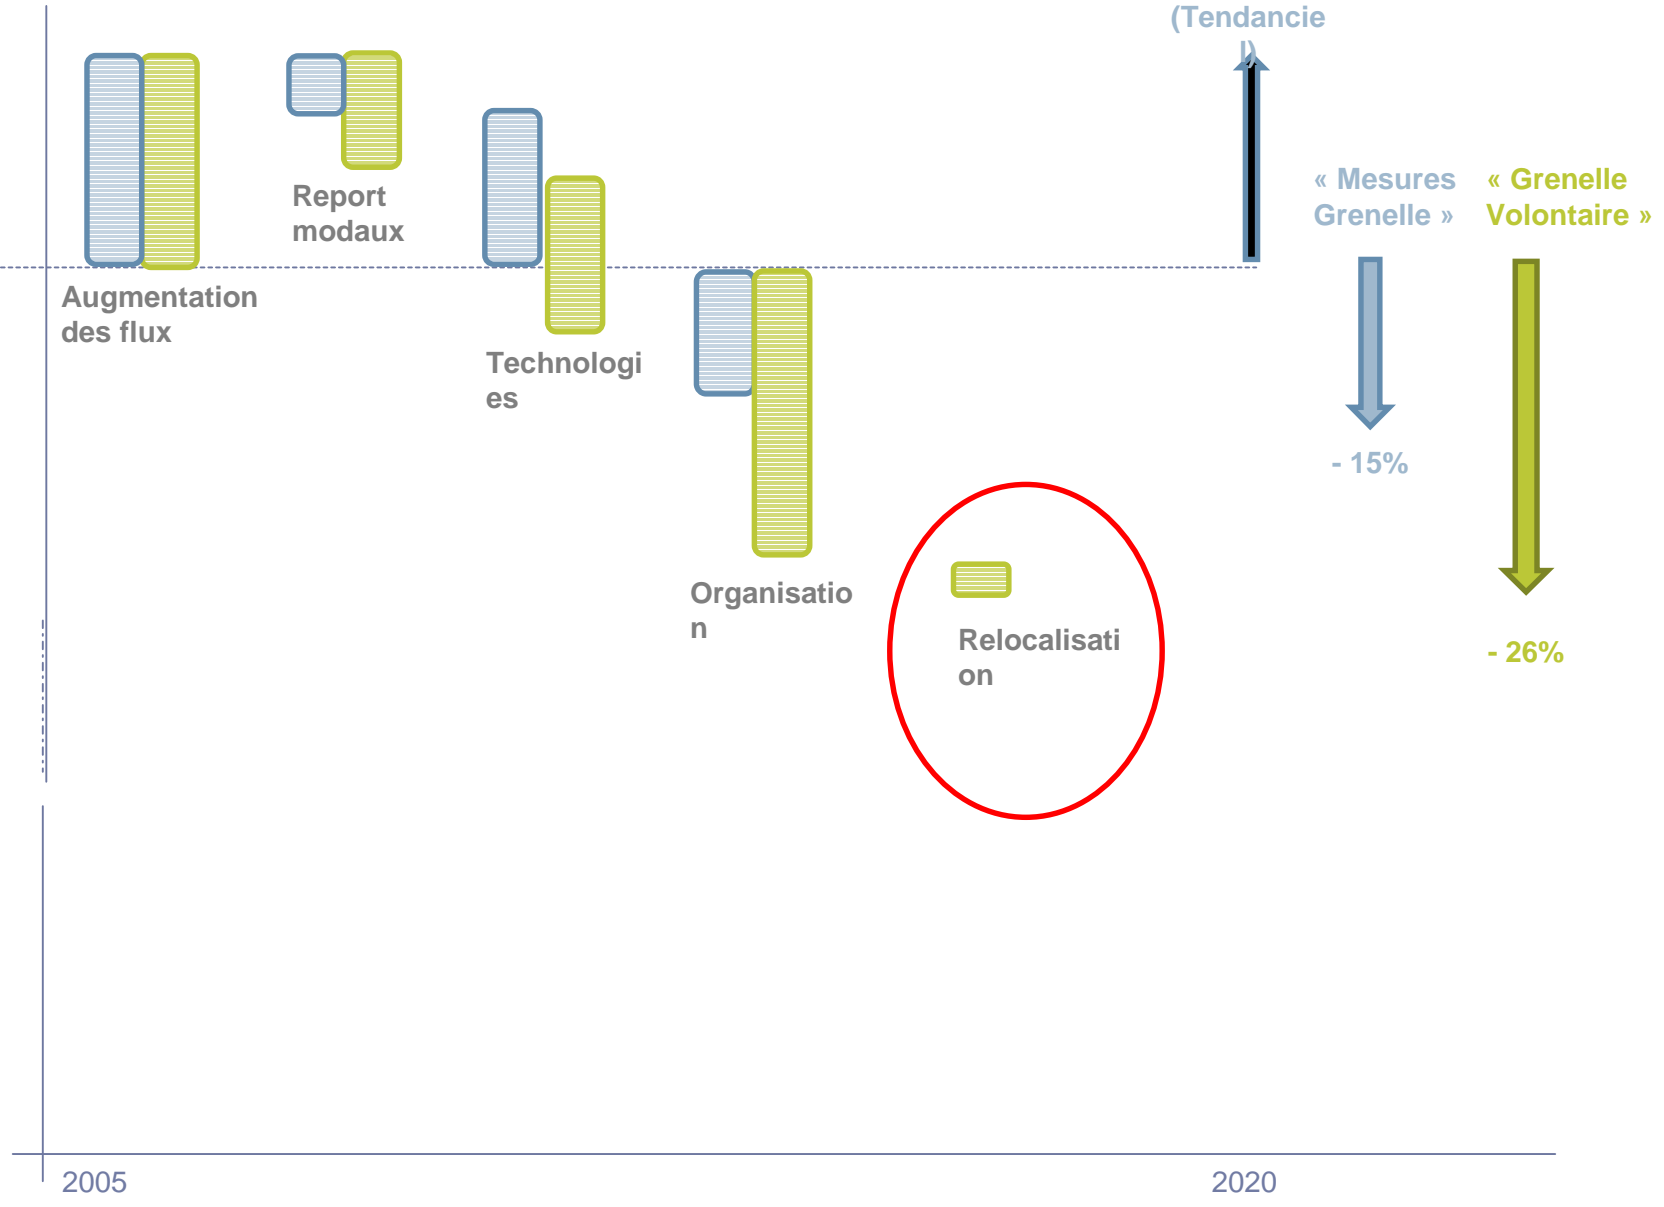 (Tendancie
l)
« Mesures
Grenelle »
« Grenelle
Volontaire »
Report
modaux
Augmentation
des flux
Technologi
es
- 15%
Organisatio
n
Relocalisati
on
- 26%
2005
2020